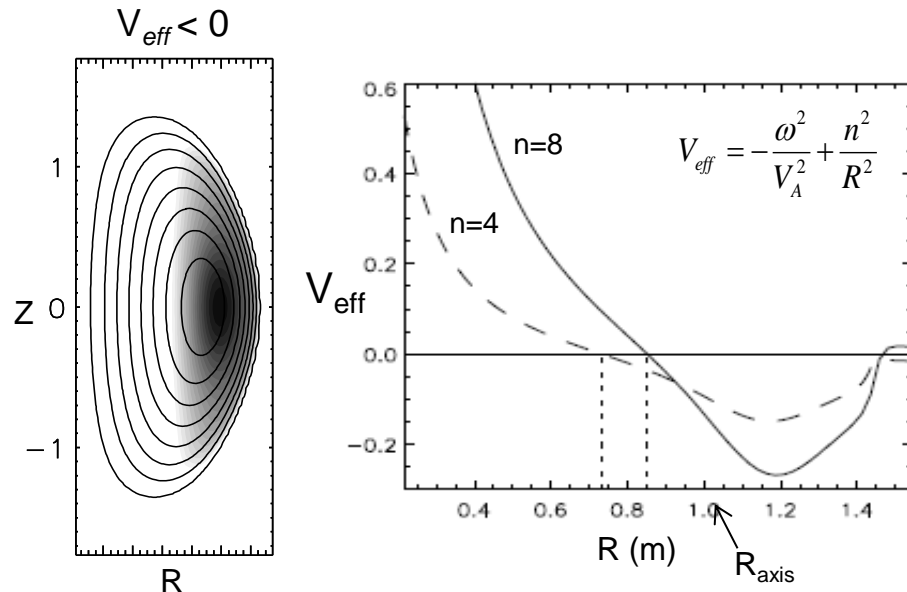 V_eff < 0
1
Z 0
−1
R
0.6
0.4
0.2
0.0
−0.2
V_eff
n=8
n=4
V_eff = −ω²/V_A² + n²/R²
0.4 0.6 0.8 1.0 1.2 1.4
R (m)
R_axis